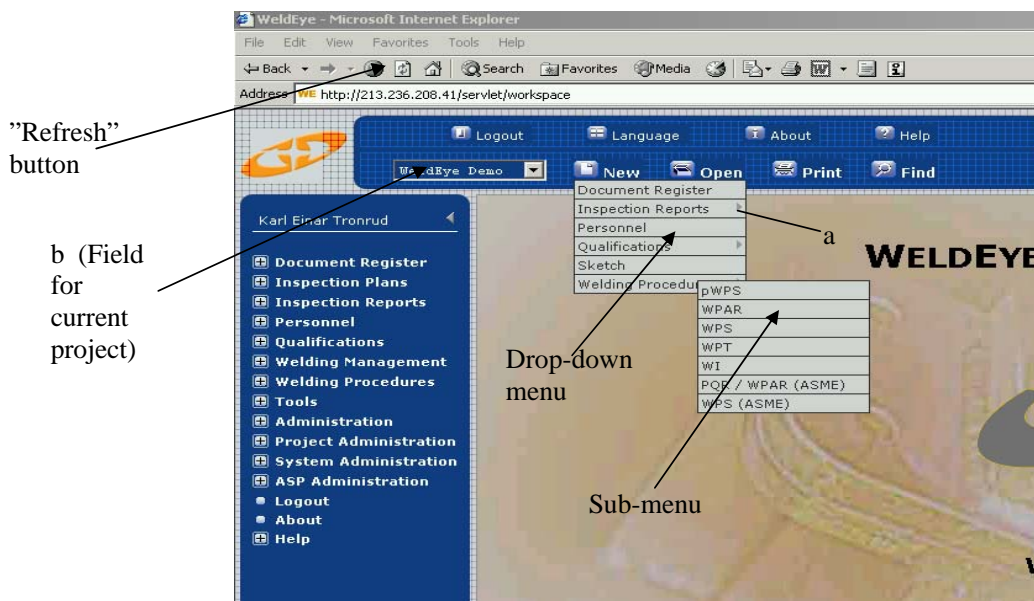 WeldEye - Microsoft Internet Explorer
File Edit View Favorites Tools Help
Back Search Favorites Media
Address http://213.236.208.41/servlet/workspace
"Refresh"
button
Logout Language About Help
WeldEye Demo New Open Print Find
Karl Einar Tronrud
b (Field
for
current
project)
Document Register
Inspection Plans
Inspection Reports
Personnel
Qualifications
Welding Management
Welding Procedures
Tools
Administration
Project Administration
System Administration
ASP Administration
Logout
About
Help
Document Register
Inspection Reports
Personnel
Qualifications
Sketch
Welding Procedu
a
WELDEYE
pWPS
WPAR
WPS
WPT
WI
PQR / WPAR (ASME)
WPS (ASME)
Drop-down
menu
Sub-menu